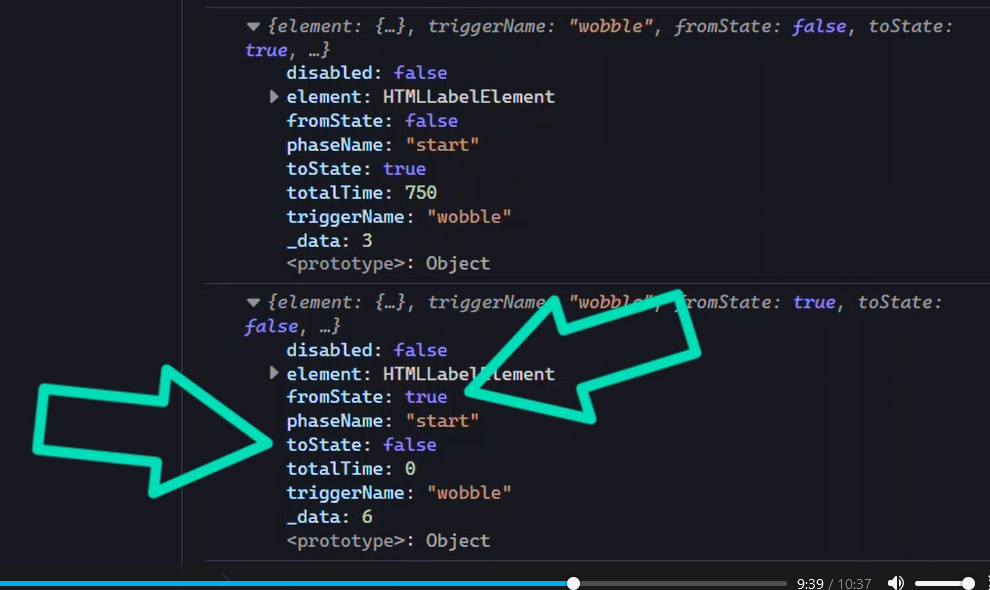 {element: {…}, triggerName: "wobble", fromState: false, toState:
true, …}
disabled: false
element: HTMLLabelElement
fromState: false
phaseName: "start"
toState: true
totalTime: 750
triggerName: "wobble"
_data: 3
<prototype>: Object
{element: {…}, triggerName: "wobble", fromState: true, toState:
false, …}
disabled: false
element: HTMLLabelElement
fromState: true
phaseName: "start"
toState: false
totalTime: 0
triggerName: "wobble"
_data: 6
<prototype>: Object
9:39 / 10:37